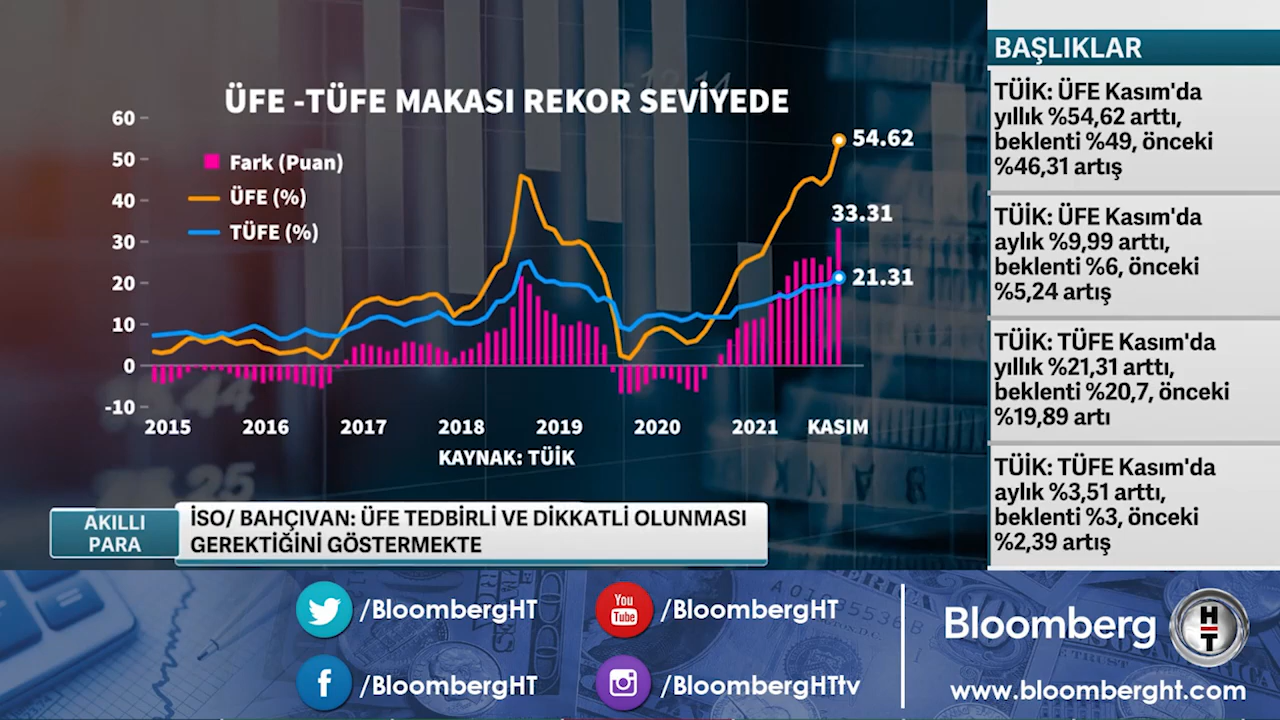 ÜFE -TÜFE MAKASI REKOR SEVİYEDE
60
50
40
30
20
10
0
-10
Fark (Puan)
ÜFE (%)
TÜFE (%)
54.62
33.31
21.31
2015 2016 2017 2018 2019 2020 2021 KASIM
KAYNAK: TÜİK
AKILLI
PARA
İSO/ BAHÇIVAN: ÜFE TEDBİRLİ VE DİKKATLİ OLUNMASI
GEREKTİĞİNİ GÖSTERMEKTE
BAŞLIKLAR
TÜİK: ÜFE Kasım'da
yıllık %54,62 arttı,
beklenti %49, önceki
%46,31 artış
TÜİK: ÜFE Kasım'da
aylık %9,99 arttı,
beklenti %6, önceki
%5,24 artış
TÜİK: TÜFE Kasım'da
yıllık %21,31 arttı,
beklenti %20,7, önceki
%19,89 artı
TÜİK: TÜFE Kasım'da
aylık %3,51 arttı,
beklenti %3, önceki
%2,39 artış
/BloombergHT
You
Tube
/BloombergHT
/BloombergHT
/BloombergHTtv
Bloomberg HT
www.bloomberght.com